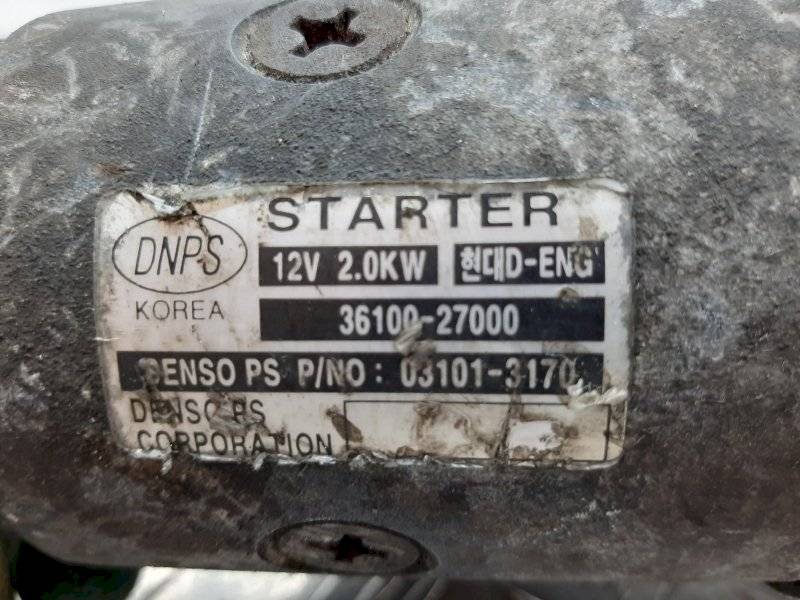 STARTER
DNPS
12V 2.0KW 현대D-ENG
KOREA
36100-27000
DENSO PS P/NO : 03101-3170
DENSO PS
CORPORATION